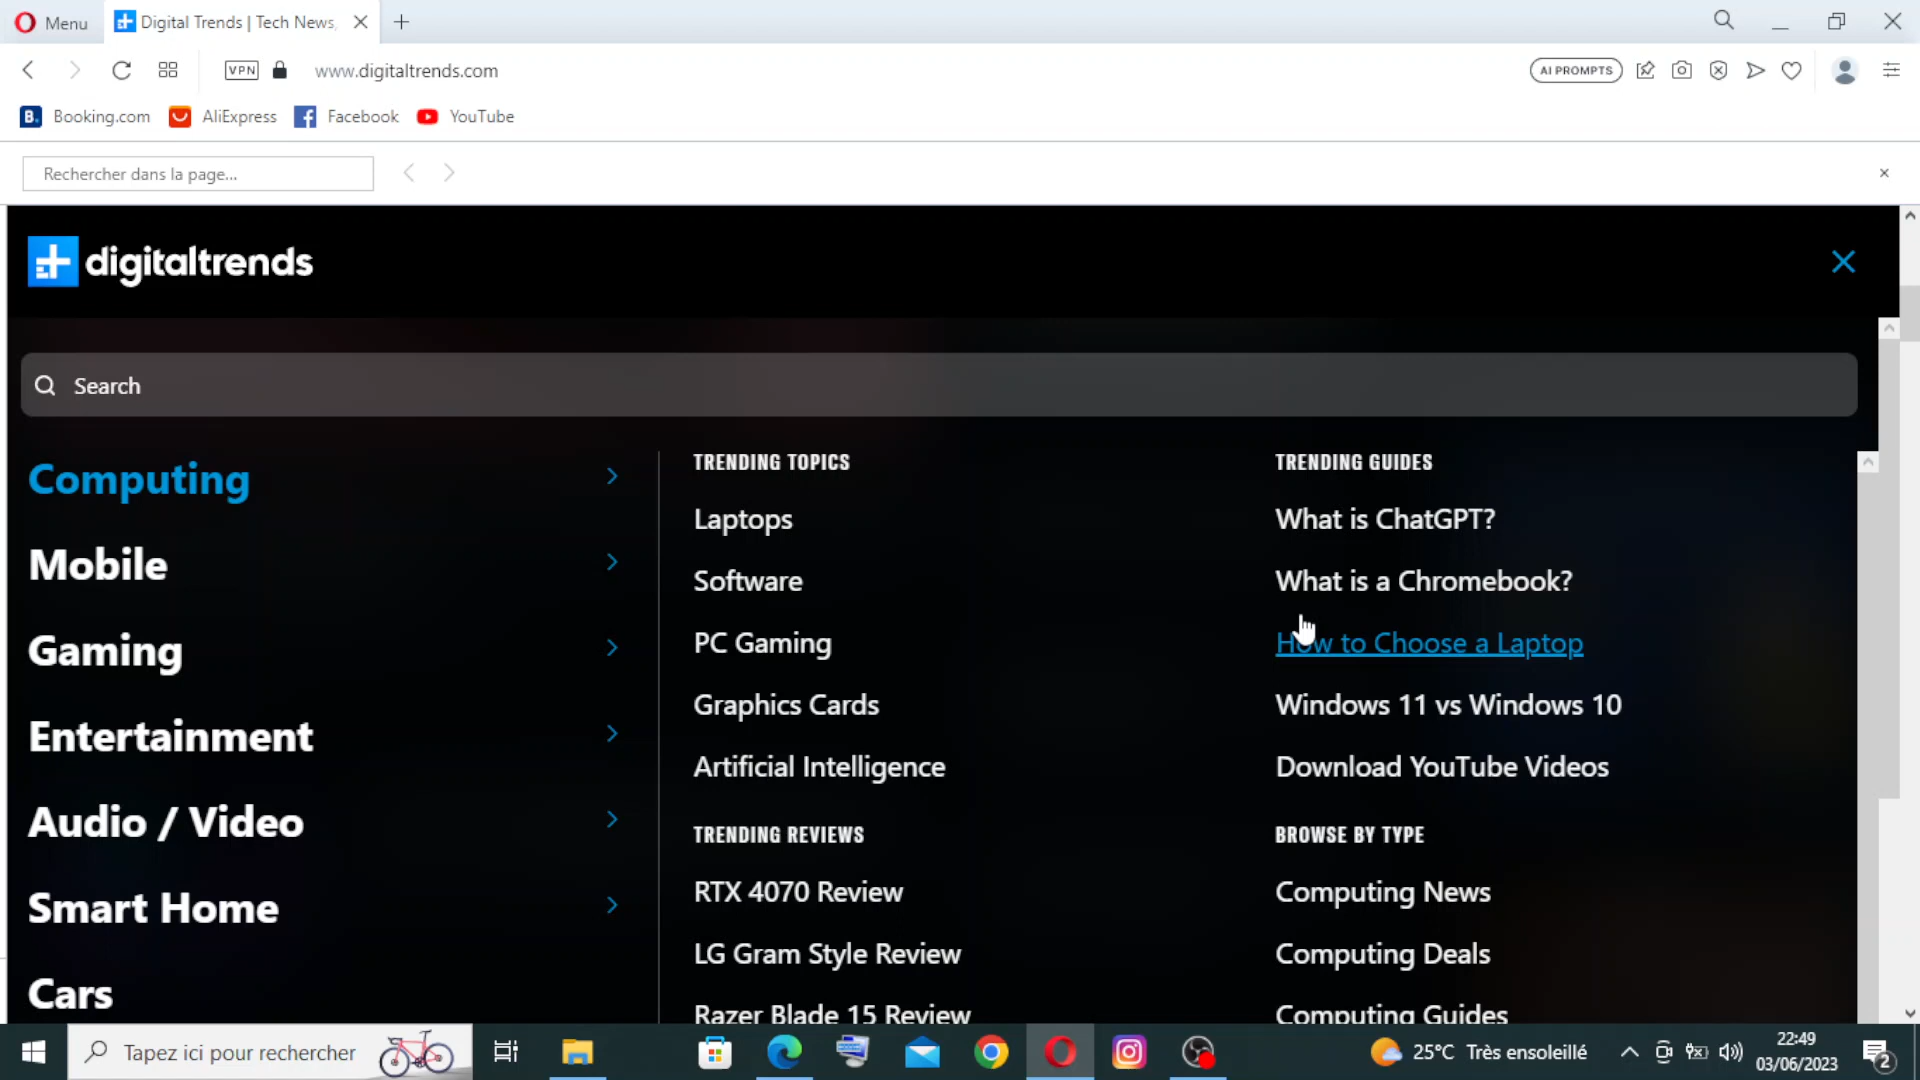 Menu
Digital Trends | Tech News,
VPN
www.digitaltrends.com
AI PROMPTS
Booking.com
AliExpress
Facebook
YouTube
Rechercher dans la page...
digitaltrends
Search
Computing
Mobile
Gaming
Entertainment
Audio / Video
Smart Home
Cars
TRENDING TOPICS
Laptops
Software
PC Gaming
Graphics Cards
Artificial Intelligence
TRENDING REVIEWS
RTX 4070 Review
LG Gram Style Review
Razer Blade 15 Review
TRENDING GUIDES
What is ChatGPT?
What is a Chromebook?
How to Choose a Laptop
Windows 11 vs Windows 10
Download YouTube Videos
BROWSE BY TYPE
Computing News
Computing Deals
Computing Guides
Tapez ici pour rechercher
25°C Très ensoleillé
22:49
03/06/2023
2